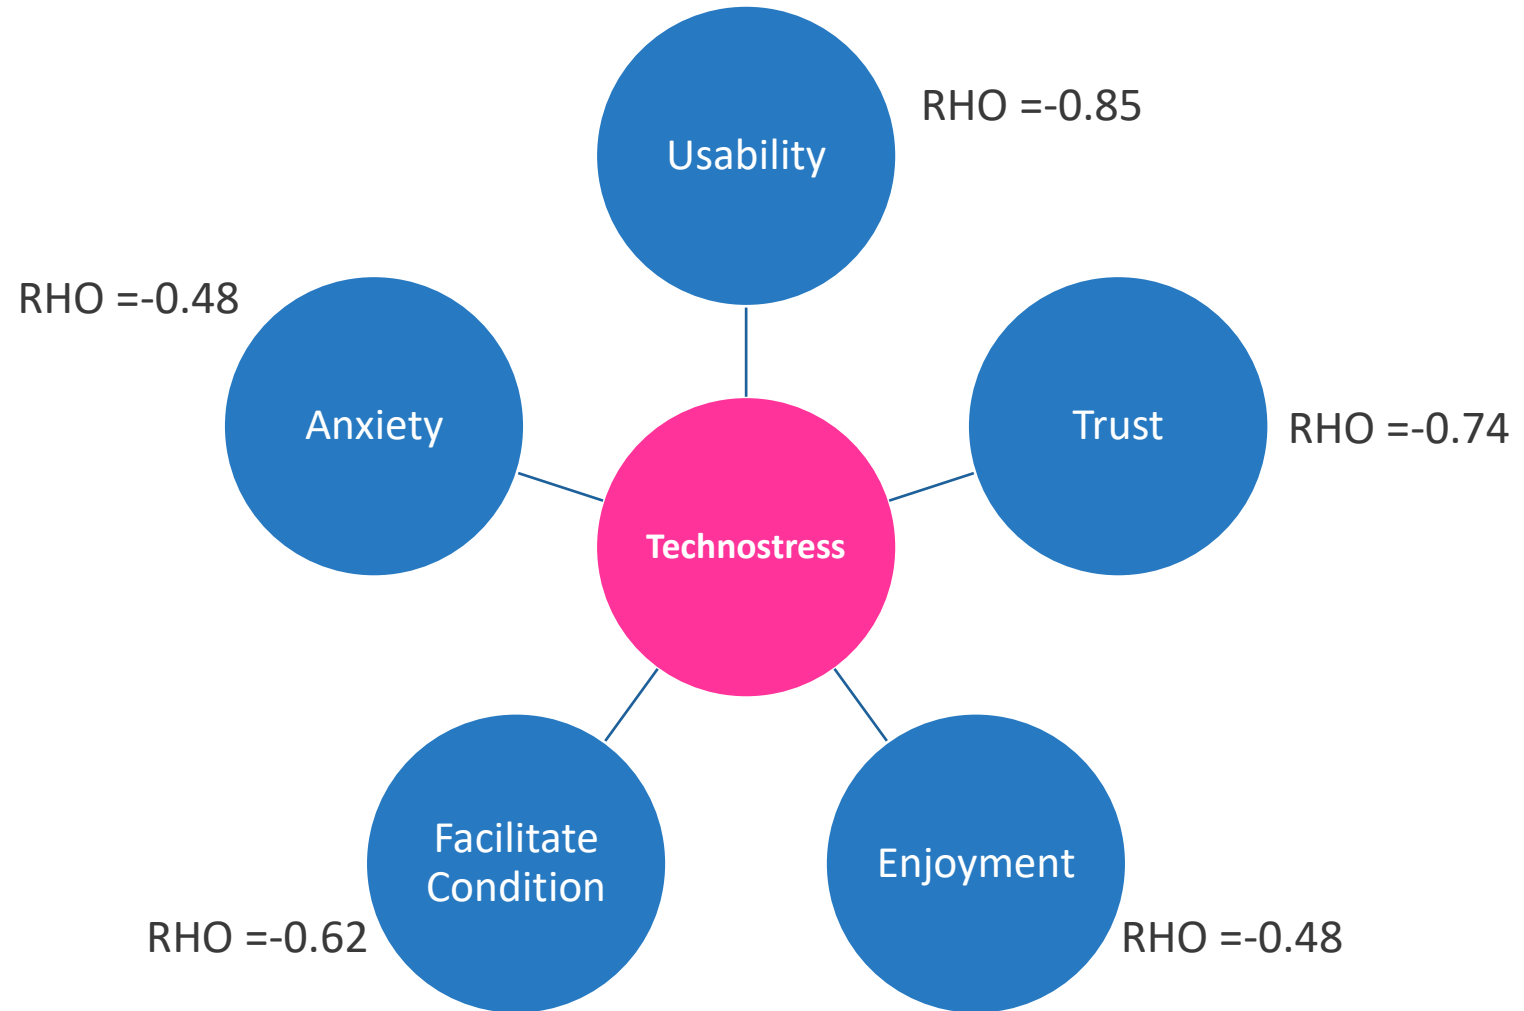 Usability
RHO =-0.85
RHO =-0.48
Anxiety
Trust
RHO =-0.74
Technostress
Facilitate
Condition
RHO =-0.62
Enjoyment
RHO =-0.48